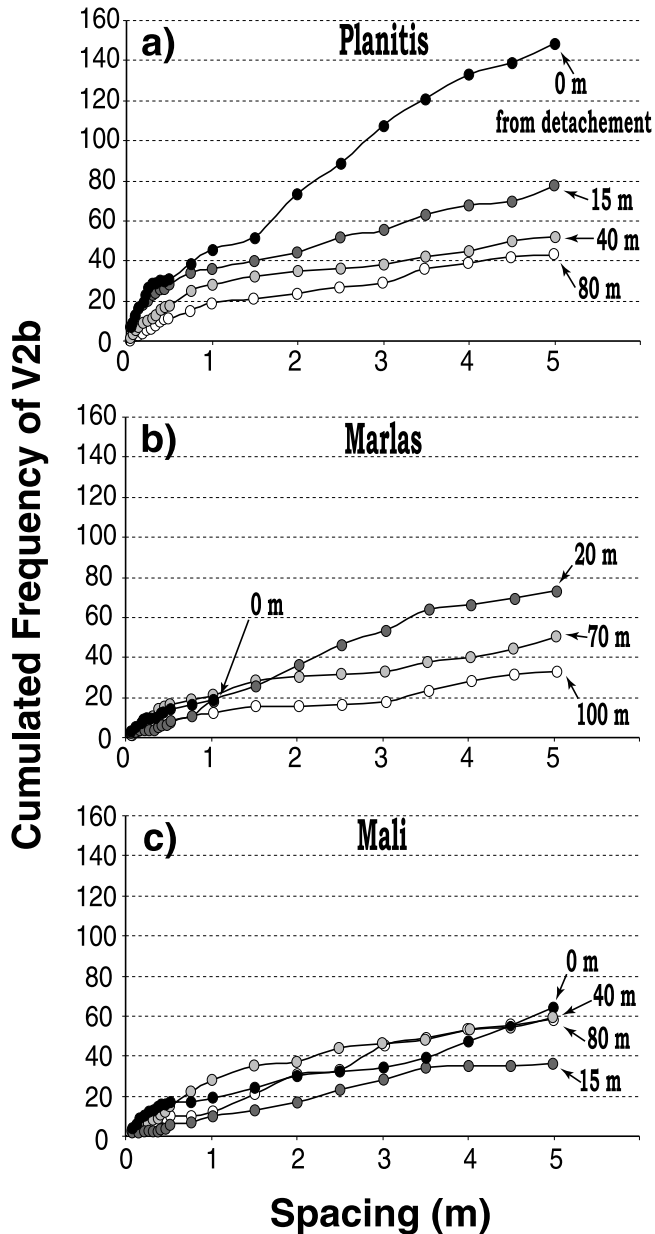 Cumulated Frequency of V2b
160
140
120
100
80
60
40
20
0
a)
Planitis
0 m
from detachement
15 m
40 m
80 m
0
1
2
3
4
5
160
140
120
100
80
60
40
20
0
b)
Marlas
0 m
20 m
70 m
100 m
0
1
2
3
4
5
160
140
120
100
80
60
40
20
0
c)
Mali
0 m
40 m
80 m
15 m
0
1
2
3
4
5
Spacing (m)